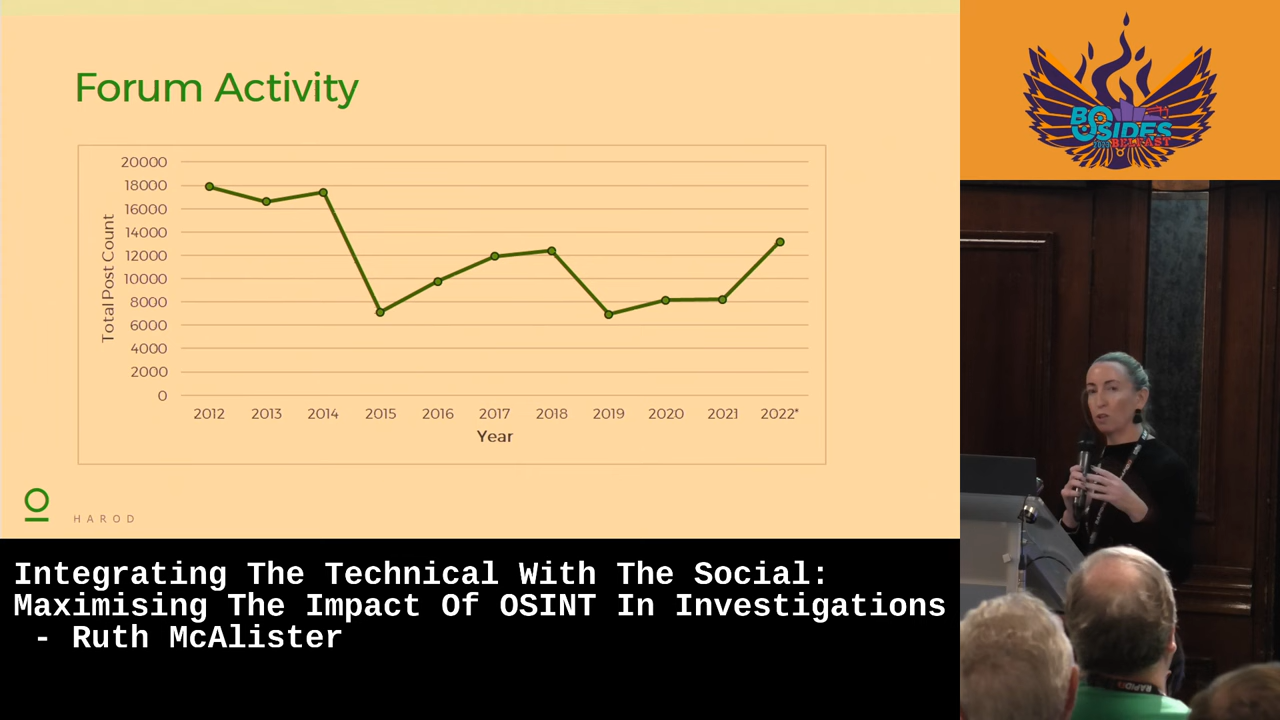 Forum Activity
20000
18000
16000
14000
12000
10000
8000
6000
4000
2000
0
Total Post Count
2012 2013 2014 2015 2016 2017 2018 2019 2020 2021 2022*
Year
HAROD
BSIDES
BELFAST
Integrating The Technical With The Social:
Maximising The Impact Of OSINT In Investigations
- Ruth McAlister